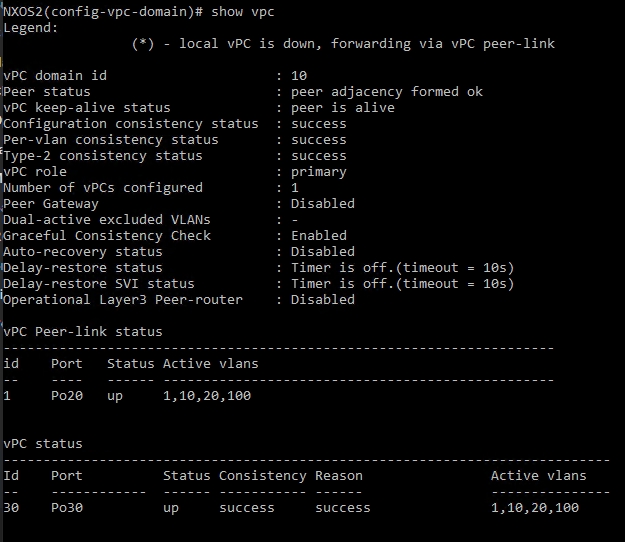 NXOS2(config-vpc-domain)# show vpc
Legend:
                (*) - local vPC is down, forwarding via vPC peer-link
vPC domain id                     : 10
Peer status                       : peer adjacency formed ok
vPC keep-alive status             : peer is alive
Configuration consistency status  : success
Per-vlan consistency status       : success
Type-2 consistency status         : success
vPC role                          : primary
Number of vPCs configured         : 1
Peer Gateway                      : Disabled
Dual-active excluded VLANs        : -
Graceful Consistency Check        : Enabled
Auto-recovery status              : Disabled
Delay-restore status              : Timer is off.(timeout = 10s)
Delay-restore SVI status          : Timer is off.(timeout = 10s)
Operational Layer3 Peer-router    : Disabled
vPC Peer-link status
---------------------------------------------------------------------
id    Port   Status Active vlans
--    ----   ------ -------------------------------------------------
1     Po20   up     1,10,20,100
vPC status
----------------------------------------------------------------------------
Id    Port          Status Consistency Reason                Active vlans
--    ------------  ------ ----------- ------                ---------------
30    Po30          up     success     success               1,10,20,100